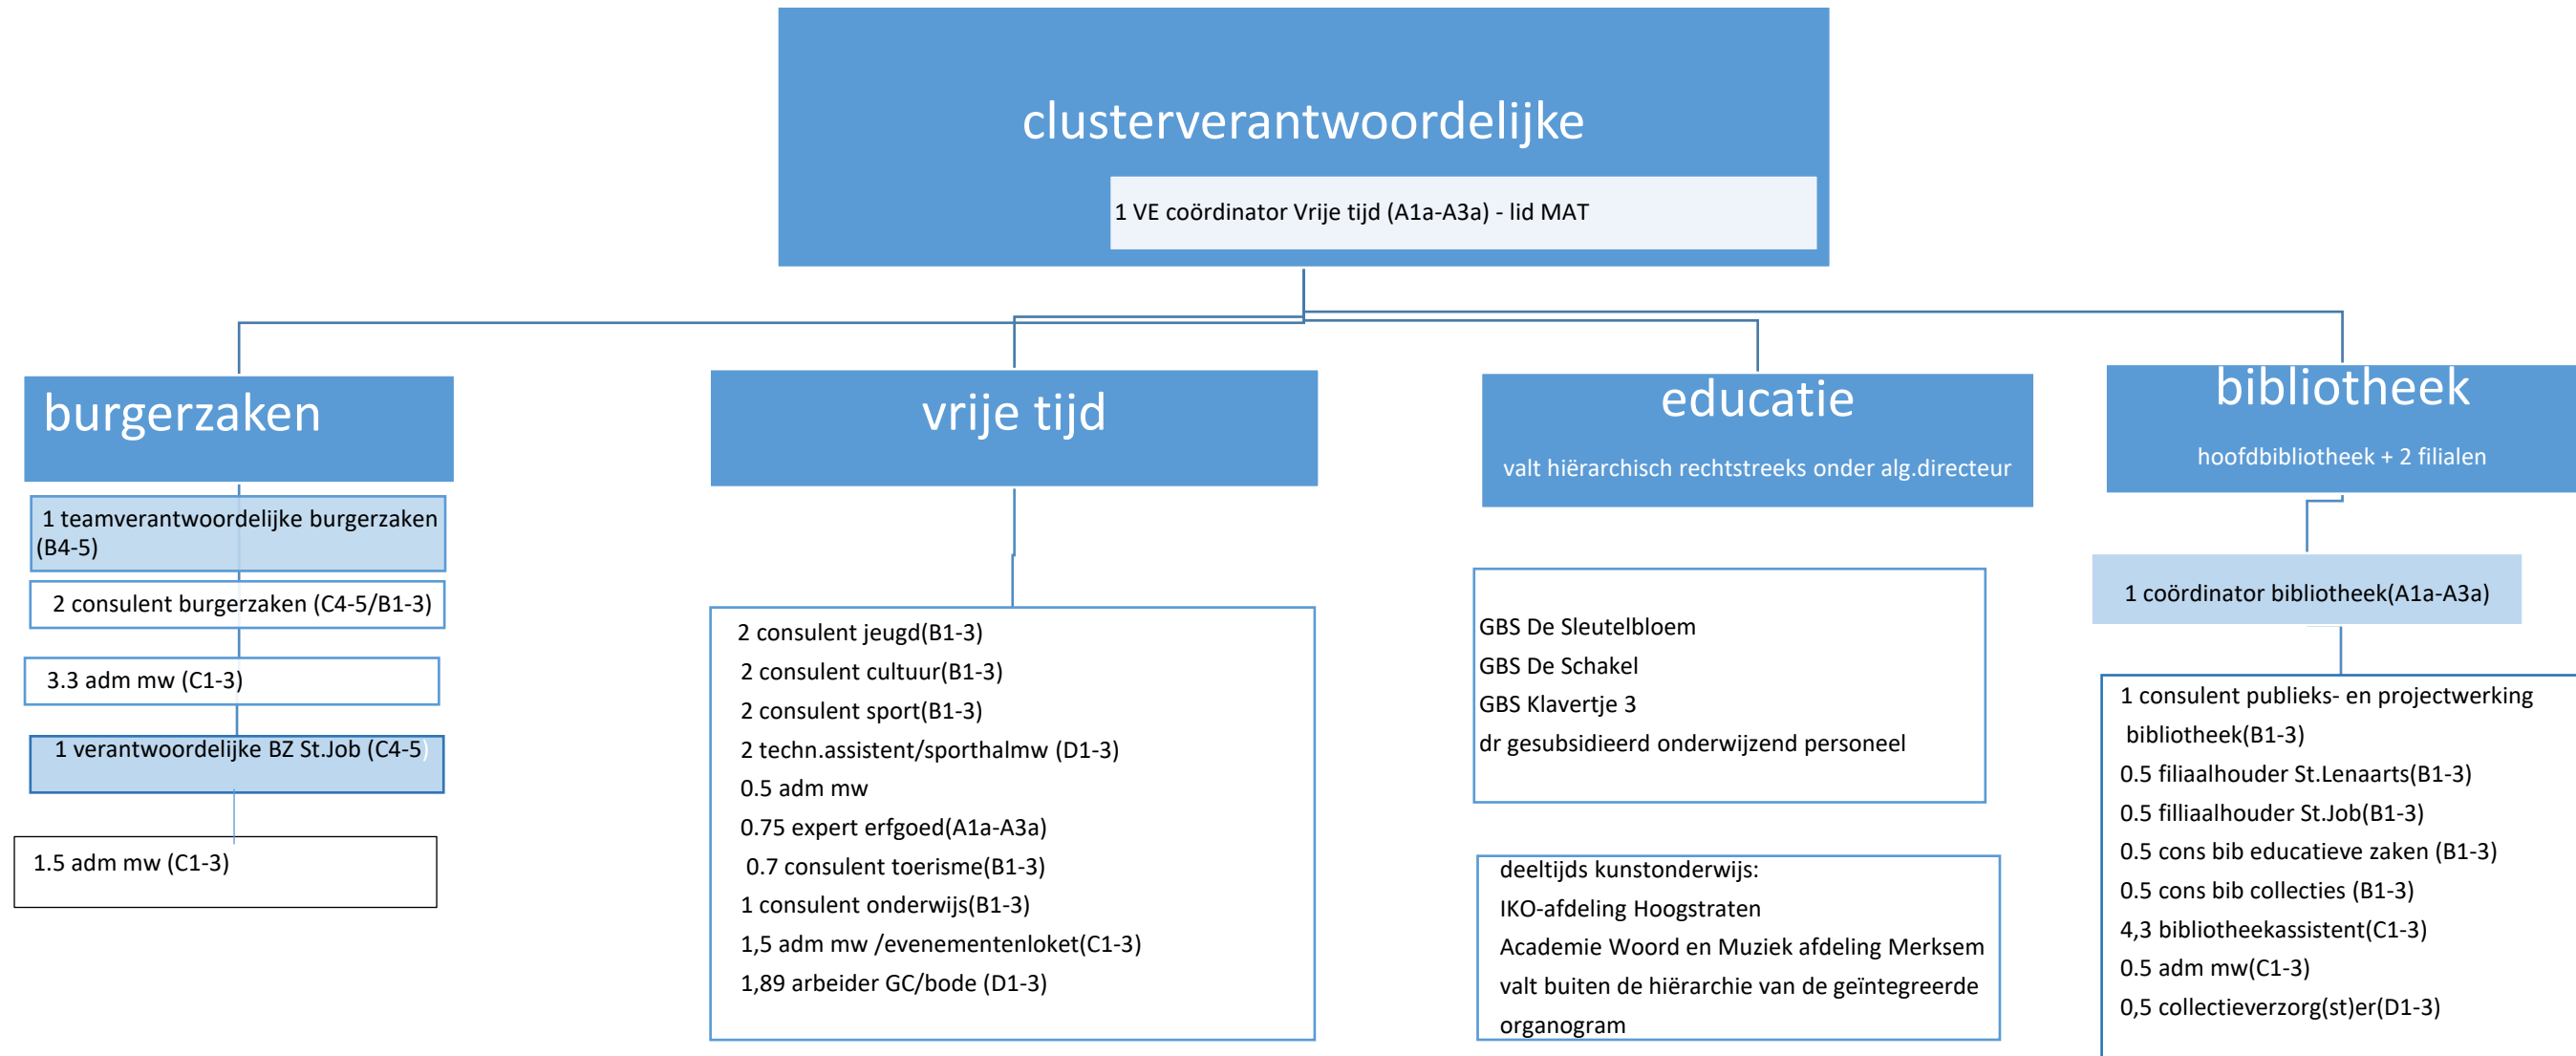 clusterverantwoordelijke
1 VE coördinator Vrije tijd (A1a-A3a) - lid MAT
burgerzaken
1 teamverantwoordelijke burgerzaken
(B4-5)
2 consulent burgerzaken (C4-5/B1-3)
3.3 adm mw (C1-3)
1 verantwoordelijke BZ St.Job (C4-5)
1.5 adm mw (C1-3)
vrije tijd
2 consulent jeugd(B1-3)
2 consulent cultuur(B1-3)
2 consulent sport(B1-3)
2 techn.assistent/sporthalmw (D1-3)
0.5 adm mw
0.75 expert erfgoed(A1a-A3a)
0.7 consulent toerisme(B1-3)
1 consulent onderwijs(B1-3)
1,5 adm mw /evenementenloket(C1-3)
1,89 arbeider GC/bode (D1-3)
educatie
valt hiërarchisch rechtstreeks onder alg.directeur
GBS De Sleutelbloem
GBS De Schakel
GBS Klavertje 3
dr gesubsidieerd onderwijzend personeel
deeltijds kunstonderwijs:
IKO-afdeling Hoogstraten
Academie Woord en Muziek afdeling Merksem
valt buiten de hiërarchie van de geïntegreerde
organogram
bibliotheek
hoofdbibliotheek + 2 filialen
1 coördinator bibliotheek(A1a-A3a)
1 consulent publieks- en projectwerking
bibliotheek(B1-3)
0.5 filiaalhouder St.Lenaarts(B1-3)
0.5 filliaalhouder St.Job(B1-3)
0.5 cons bib educatieve zaken (B1-3)
0.5 cons bib collecties (B1-3)
4,3 bibliotheekassistent(C1-3)
0.5 adm mw(C1-3)
0,5 collectieverzorg(st)er(D1-3)